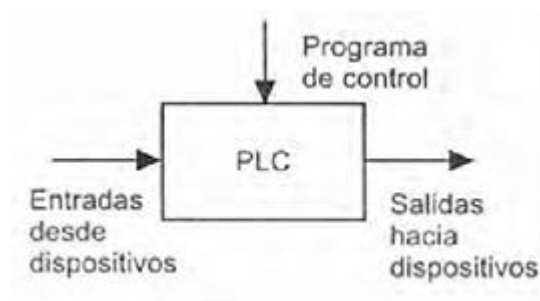 Programa
de control
PLC
Entradas
desde
dispositivos
Salidas
hacia
dispositivos